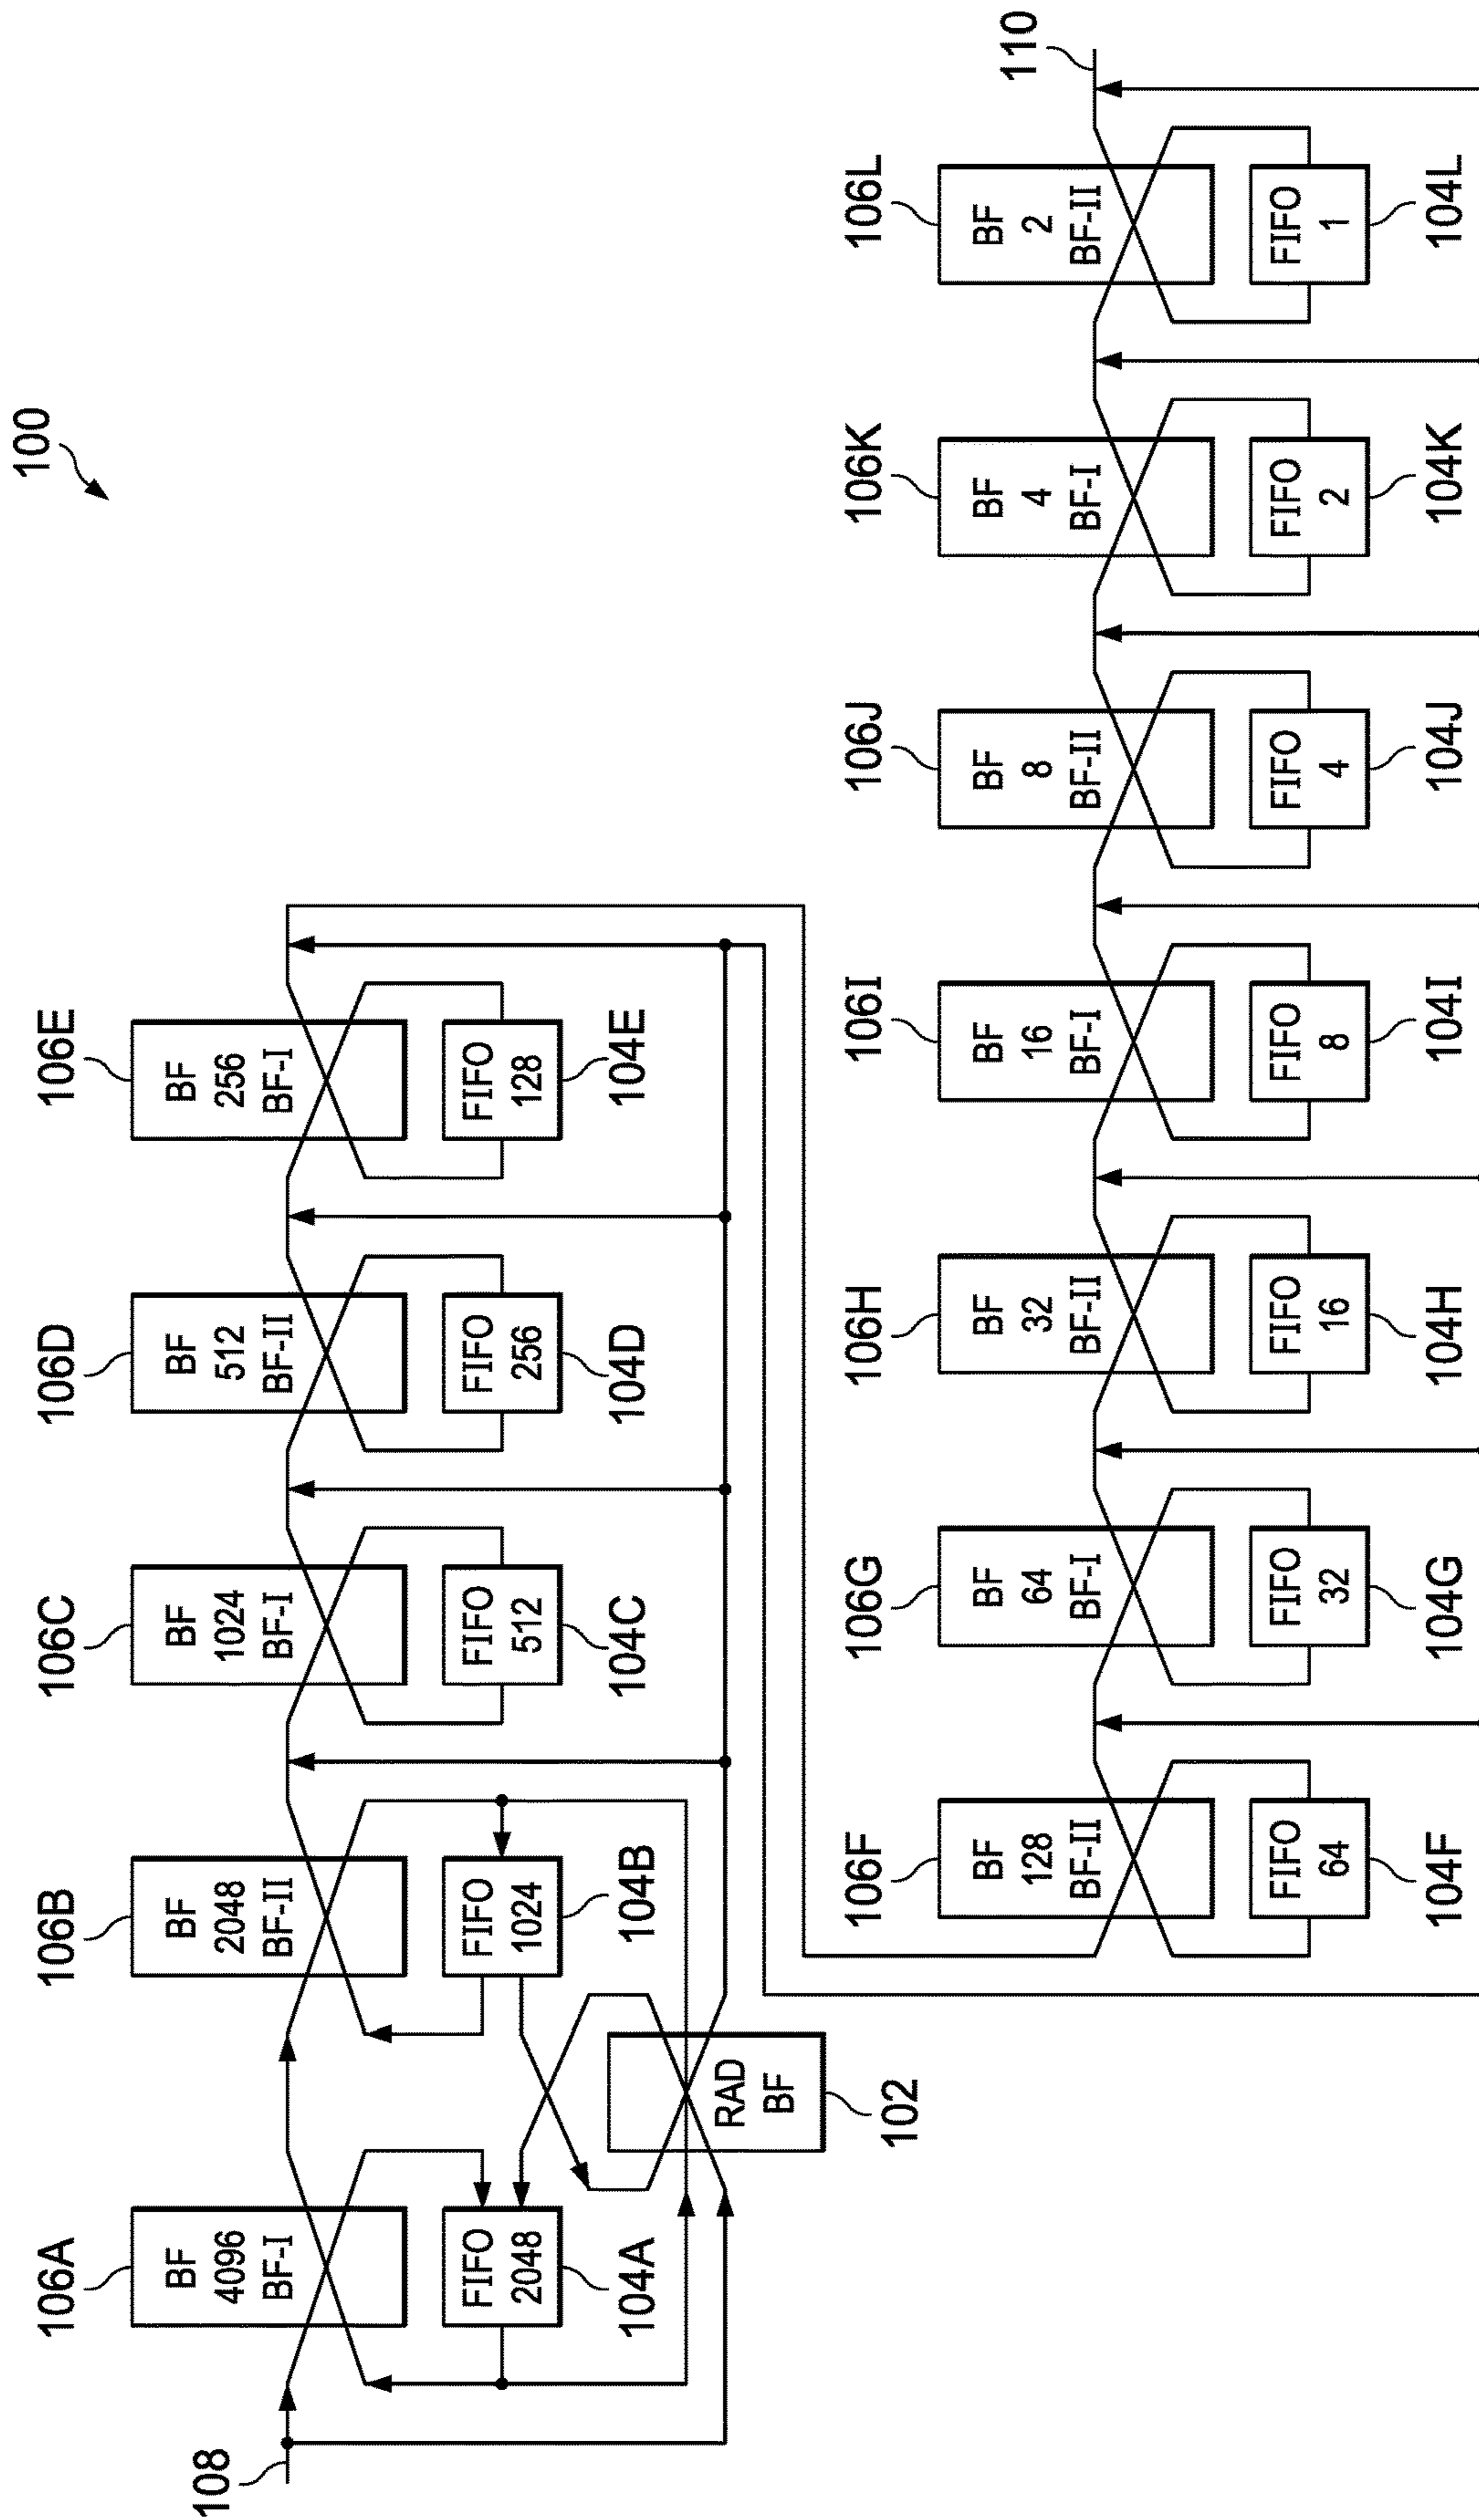 100
106A
BF
4096
BF-I
FIFO
2048
104A
106B
BF
2048
BF-II
FIFO
1024
104B
106C
BF
1024
BF-I
FIFO
512
104C
106D
BF
512
BF-II
FIFO
256
104D
106E
BF
256
BF-I
FIFO
128
104E
108
RAD
BF
102
106F
BF
128
BF-II
FIFO
64
104F
106G
BF
64
BF-I
FIFO
32
104G
106H
BF
32
BF-II
FIFO
16
104H
106I
BF
16
BF-I
FIFO
8
104I
106J
BF
8
BF-II
FIFO
4
104J
106K
BF
4
BF-I
FIFO
2
104K
106L
BF
2
BF-II
FIFO
1
104L
110